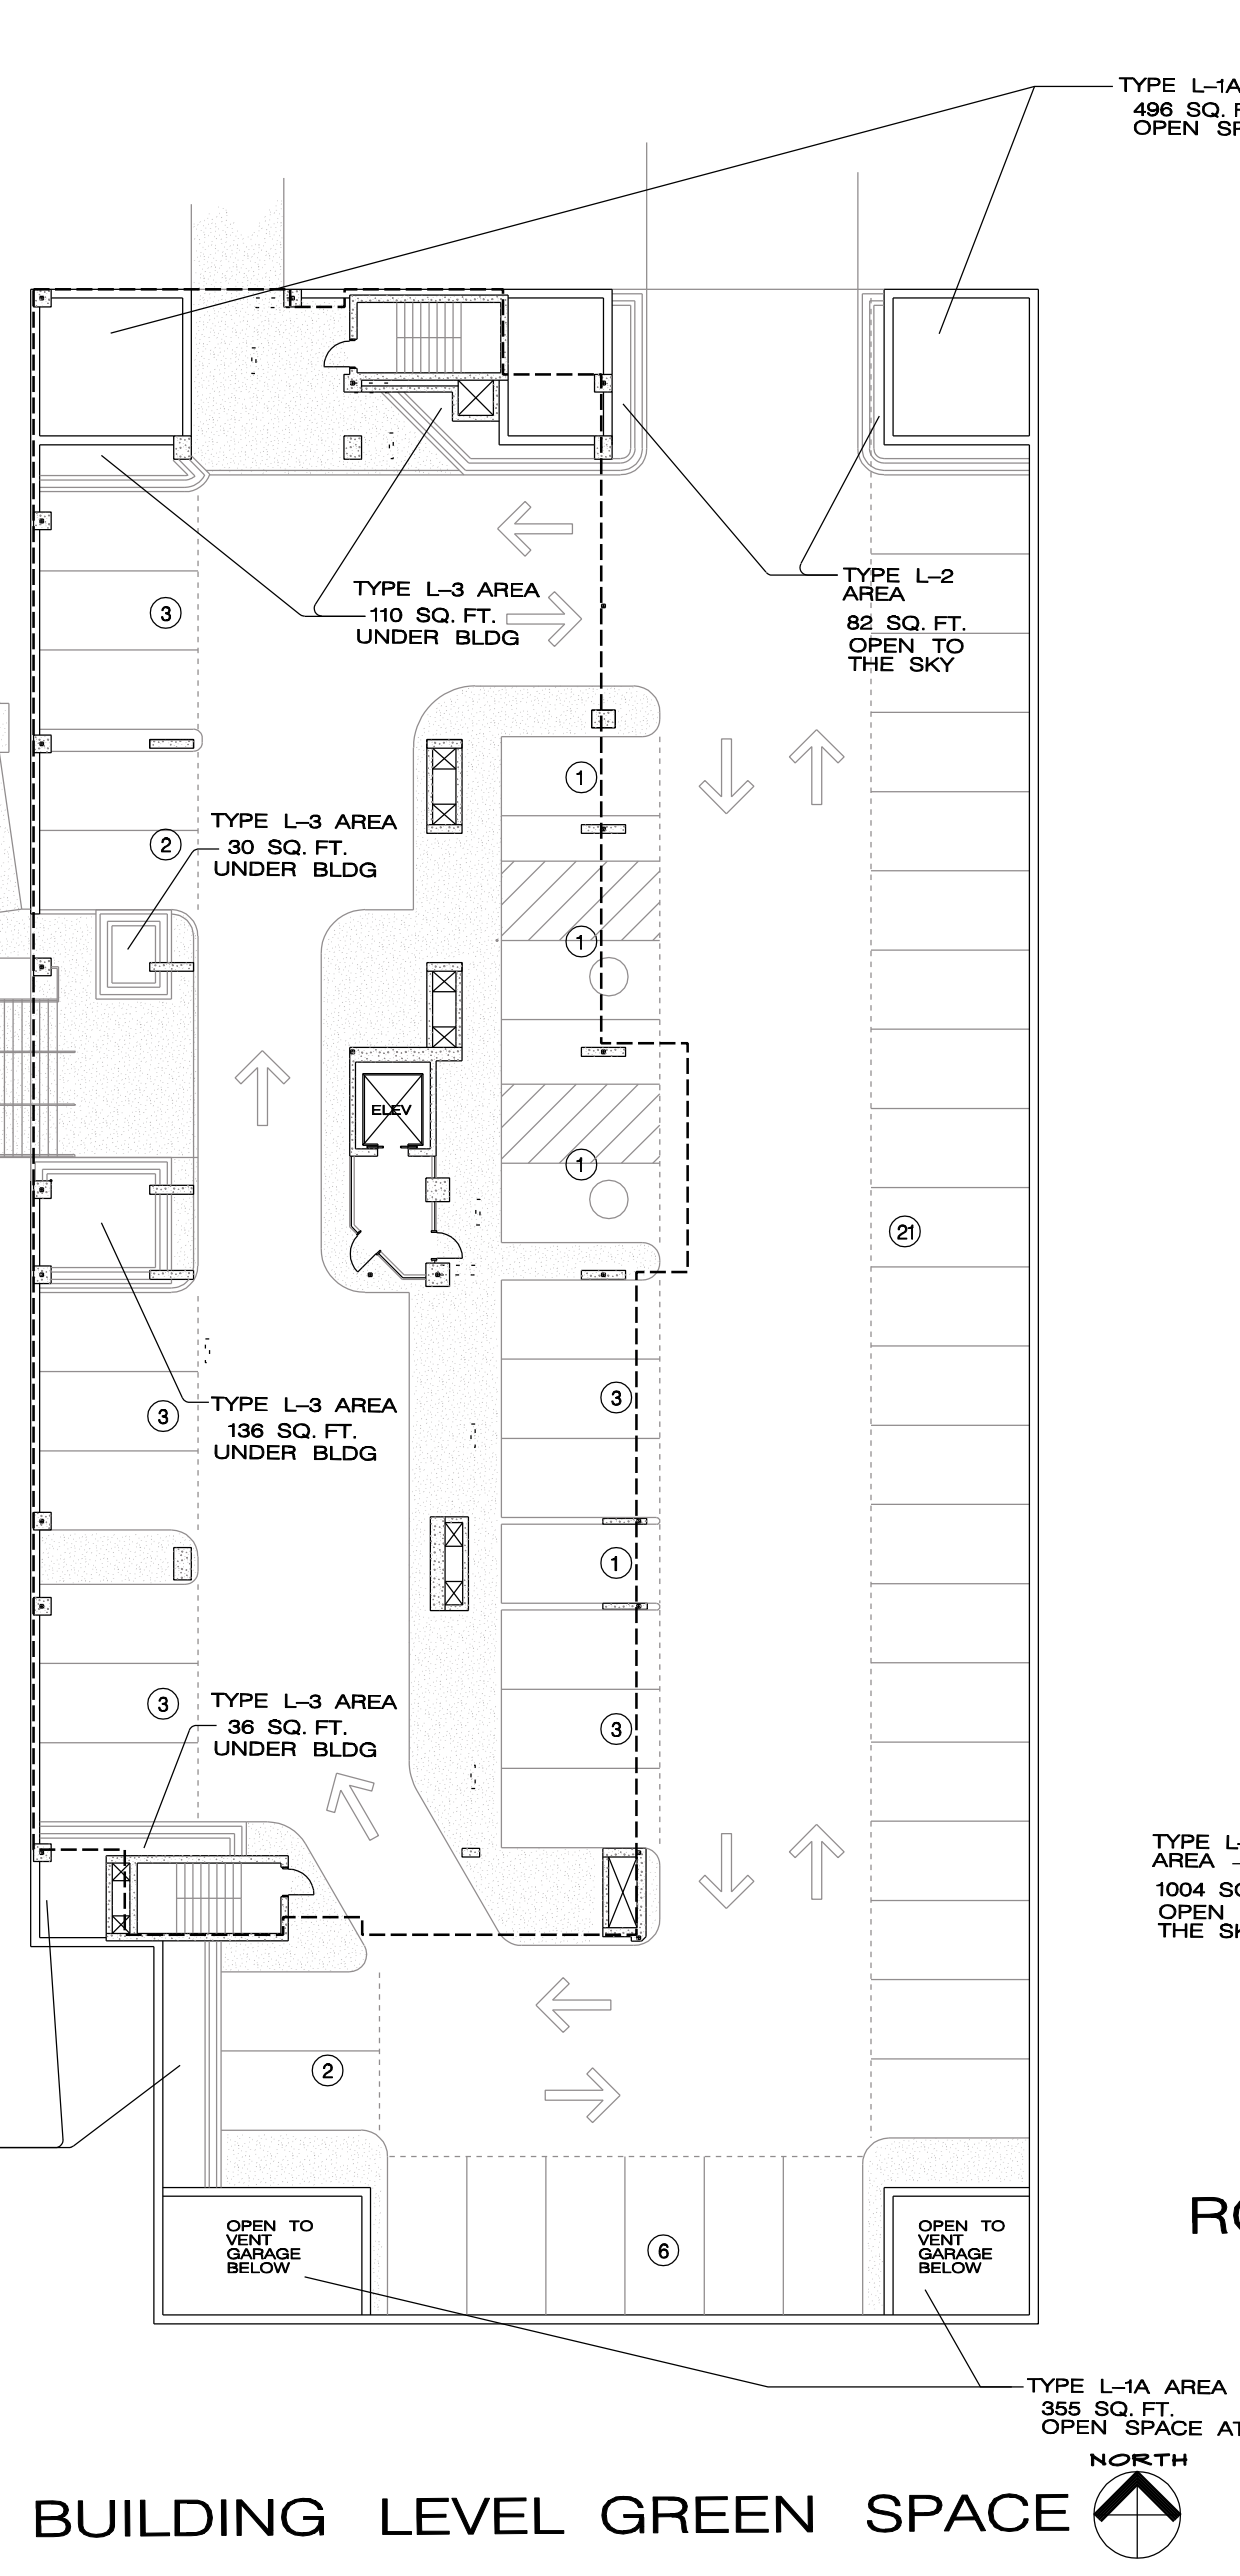 TYPE L-1A
496 SQ.
OPEN
TYPE L-3 AREA
110 SQ. FT.
UNDER BLDG
TYPE L-2
AREA
82 SQ. FT.
OPEN TO
THE SKY
3
1
TYPE L-3 AREA
30 SQ. FT.
UNDER BLDG
2
1
ELEV
1
21
3
TYPE L-3 AREA
136 SQ. FT.
UNDER BLDG
3
1
TYPE L-3 AREA
36 SQ. FT.
UNDER BLDG
3
3
TYPE
AREA
1004
OPEN
THE
2
OPEN TO
VENT
GARAGE
BELOW
6
OPEN TO
VENT
GARAGE
BELOW
TYPE L-1A AREA
355 SQ. FT.
OPEN SPACE AT
NORTH
BUILDING LEVEL GREEN SPACE